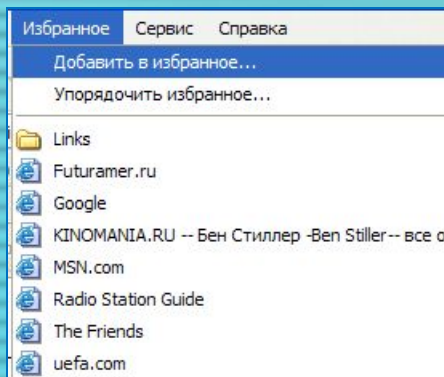 Избранное Сервис Справка
Добавить в избранное...
Упорядочить избранное...
Links
Futuramer.ru
Google
KINOMANIA.RU -- Бен Стиллер -Ben Stiller-- все о
MSN.com
Radio Station Guide
The Friends
uefa.com